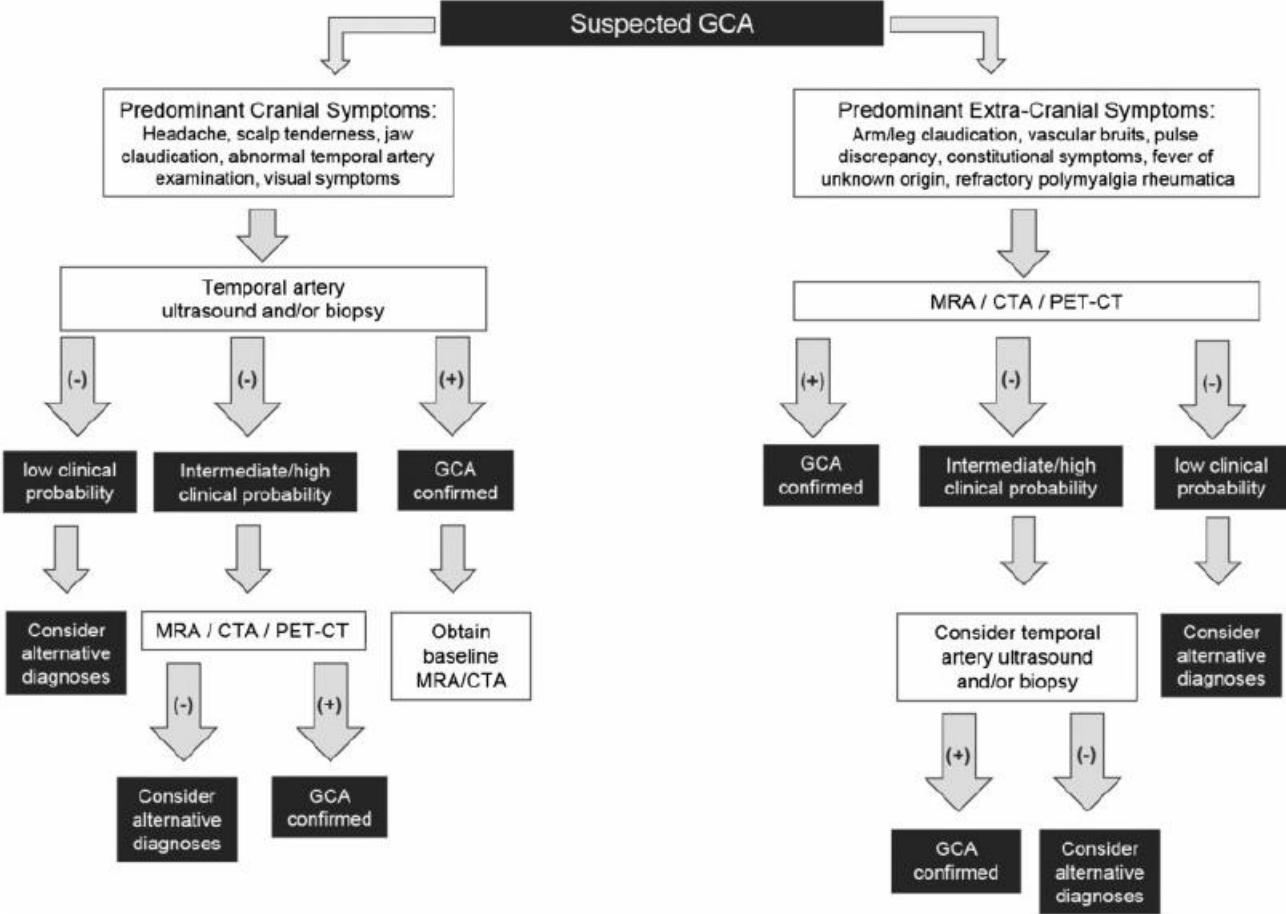 Suspected GCA
Predominant Cranial Symptoms:
Headache, scalp tenderness, jaw
claudication, abnormal temporal artery
examination, visual symptoms
Temporal artery
ultrasound and/or biopsy
(-)
(-)
(+)
low clinical
probability
Intermediate/high
clinical probability
GCA
confirmed
Consider
alternative
diagnoses
MRA / CTA / PET-CT
Obtain
baseline
MRA/CTA
(-)
(+)
Consider
alternative
diagnoses
GCA
confirmed
Predominant Extra-Cranial Symptoms:
Arm/leg claudication, vascular bruits, pulse
discrepancy, constitutional symptoms, fever of
unknown origin, refractory polymyalgia rheumatica
MRA / CTA / PET-CT
(+)
(-)
(-)
GCA
confirmed
Intermediate/high
clinical probability
low clinical
probability
Consider temporal
artery ultrasound
and/or biopsy
Consider
alternative
diagnoses
(+)
(-)
GCA
confirmed
Consider
alternative
diagnoses